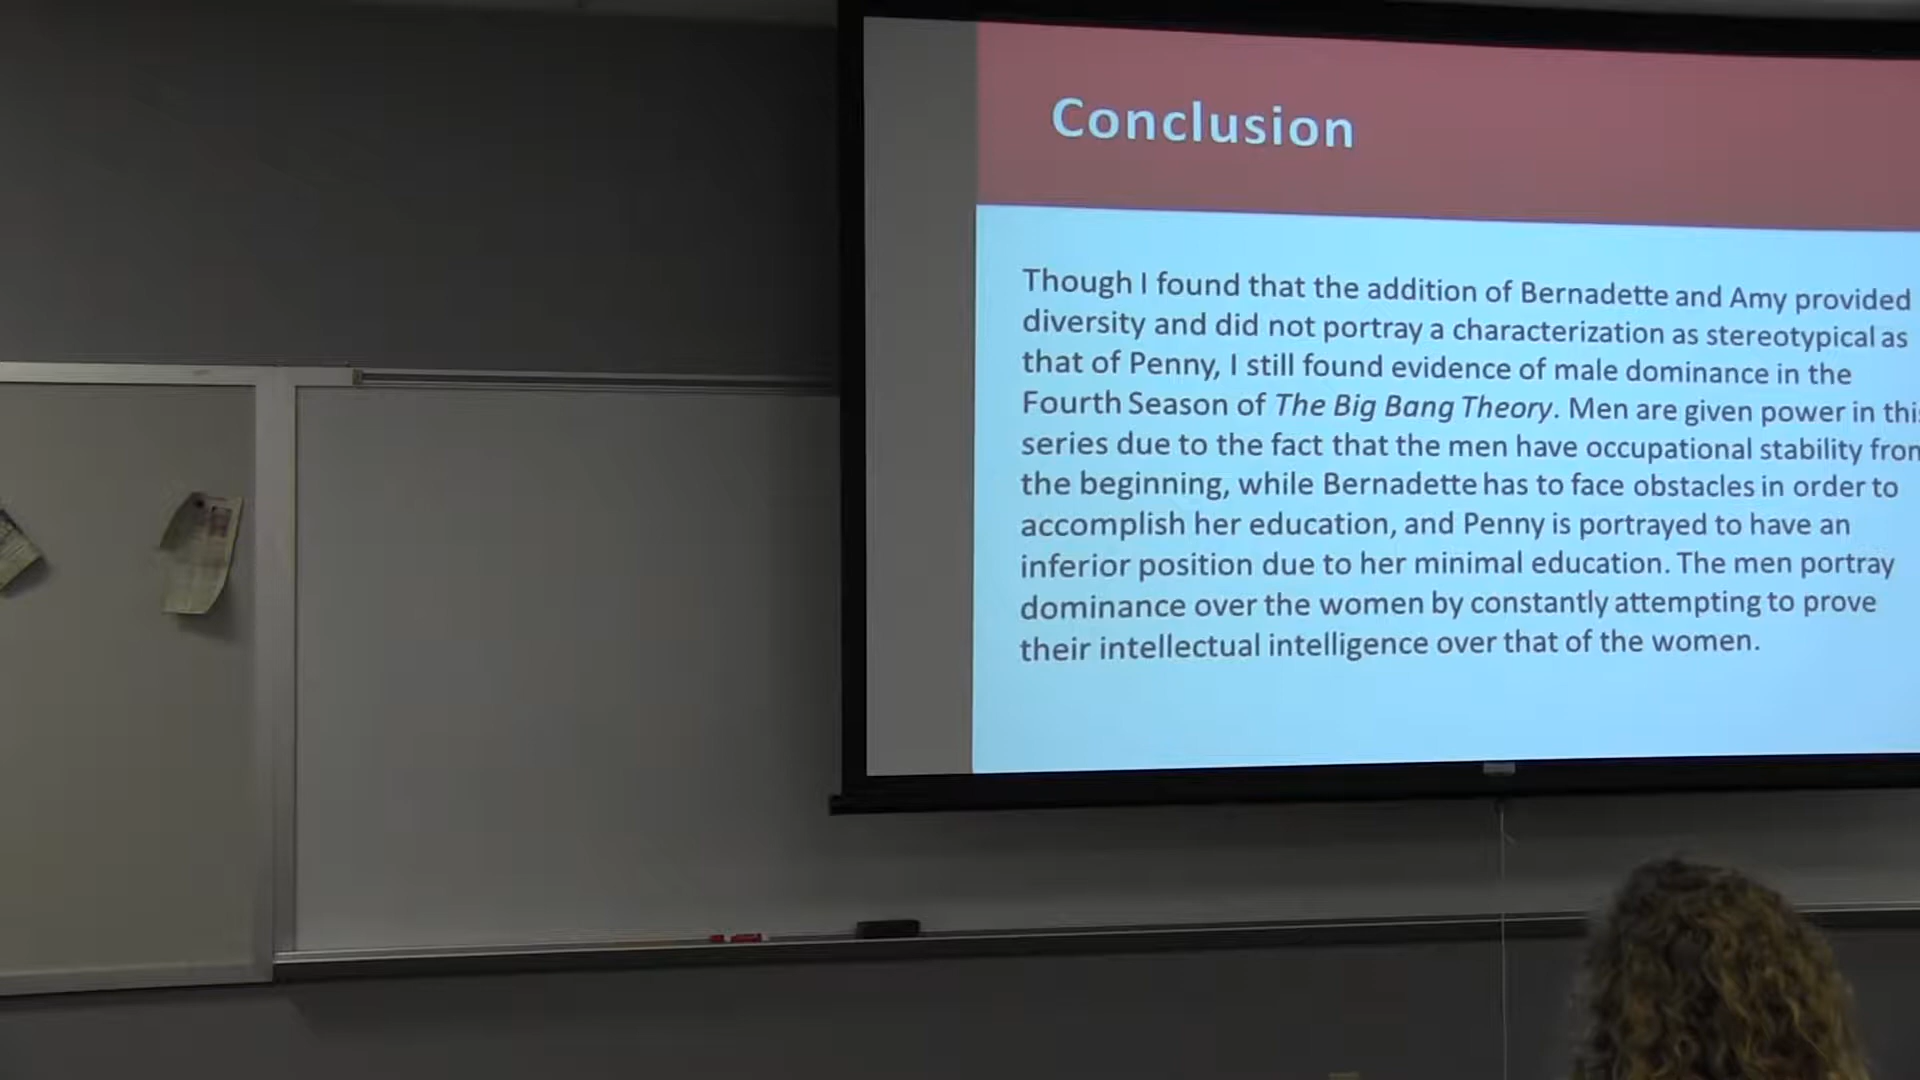 Conclusion
Though I found that the addition of Bernadette and Amy provided
diversity and did not portray a characterization as stereotypical as
that of Penny, I still found evidence of male dominance in the
Fourth Season of The Big Bang Theory. Men are given power in this
series due to the fact that the men have occupational stability from
the beginning, while Bernadette has to face obstacles in order to
accomplish her education, and Penny is portrayed to have an
inferior position due to her minimal education. The men portray
dominance over the women by constantly attempting to prove
their intellectual intelligence over that of the women.